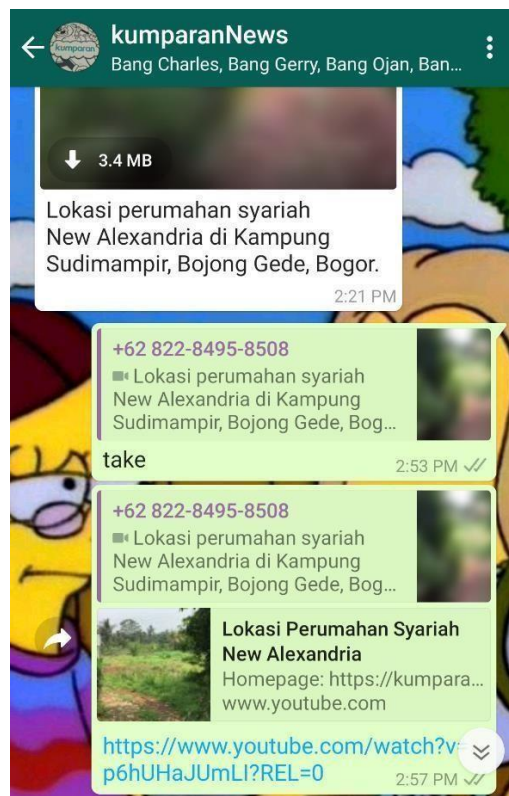 kumparanNews
Bang Charles, Bang Gerry, Bang Ojan, Ban...
kumparan
3.4 MB
Lokasi perumahan syariah
New Alexandria di Kampung
Sudimampir, Bojong Gede, Bogor.
2:21 PM
+62 822-8495-8508
Lokasi perumahan syariah
New Alexandria di Kampung
Sudimampir, Bojong Gede, Bog...
take
2:53 PM
+62 822-8495-8508
Lokasi perumahan syariah
New Alexandria di Kampung
Sudimampir, Bojong Gede, Bog...
Lokasi Perumahan Syariah
New Alexandria
Homepage: https://kumpara...
www.youtube.com
https://www.youtube.com/watch?v=
p6hUHaJUmLI?REL=0
2:57 PM